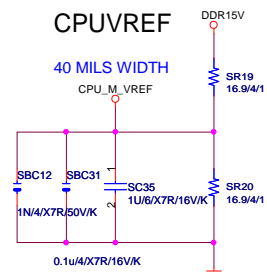 CPUVREF
DDR15V
40 MILS WIDTH
CPU_M_VREF
SR19
16.9/4/1
SBC12
SBC31
1
SC35
1U/6/X7R/16V/K
2
SR20
16.9/4/1
1N/4/X7R/50V/K
0.1u/4/X7R/16V/K